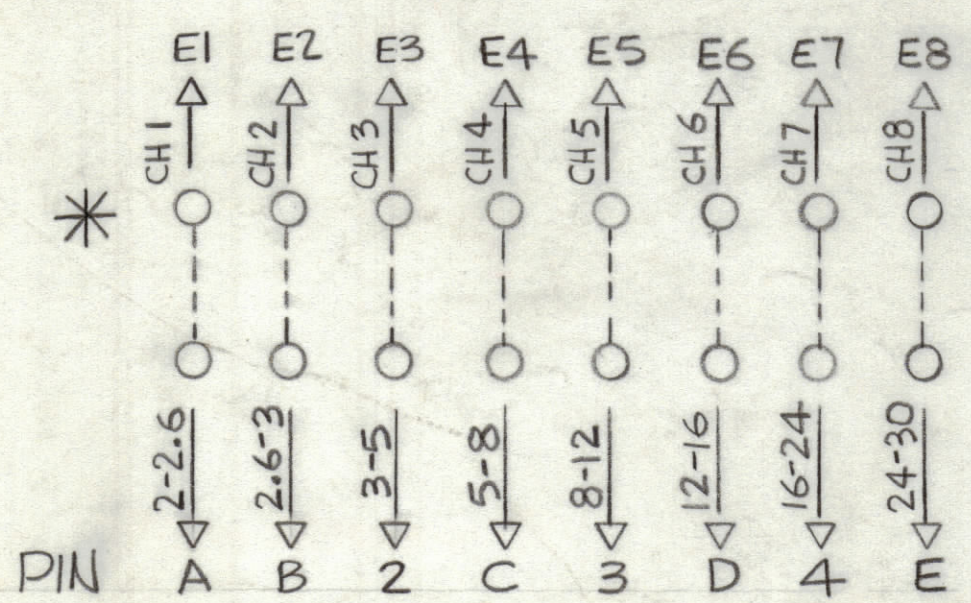 E1 E2 E3 E4 E5 E6 E7 E8
CH 1 CH 2 CH 3 CH 4 CH 5 CH 6 CH 7 CH 8
*
2-2.6 2.6-3 3-5 5-8 8-12 12-16 16-24 24-30
PIN A B 2 C 3 D 4 E